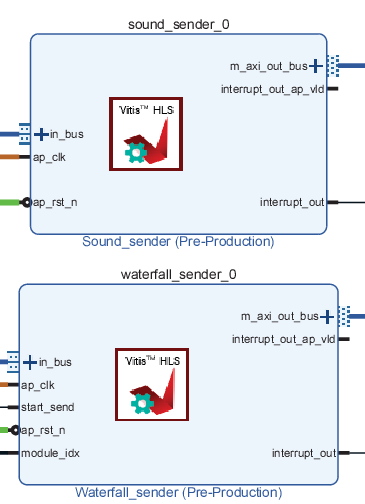 sound_sender_0
m_axi_out_bus
interrupt_out_ap_vld
Vitis™ HLS
in_bus
ap_clk
ap_rst_n
interrupt_out
Sound_sender (Pre-Production)
waterfall_sender_0
m_axi_out_bus
interrupt_out_ap_vld
Vitis™ HLS
in_bus
ap_clk
start_send
ap_rst_n
module_idx
interrupt_out
Waterfall_sender (Pre-Production)